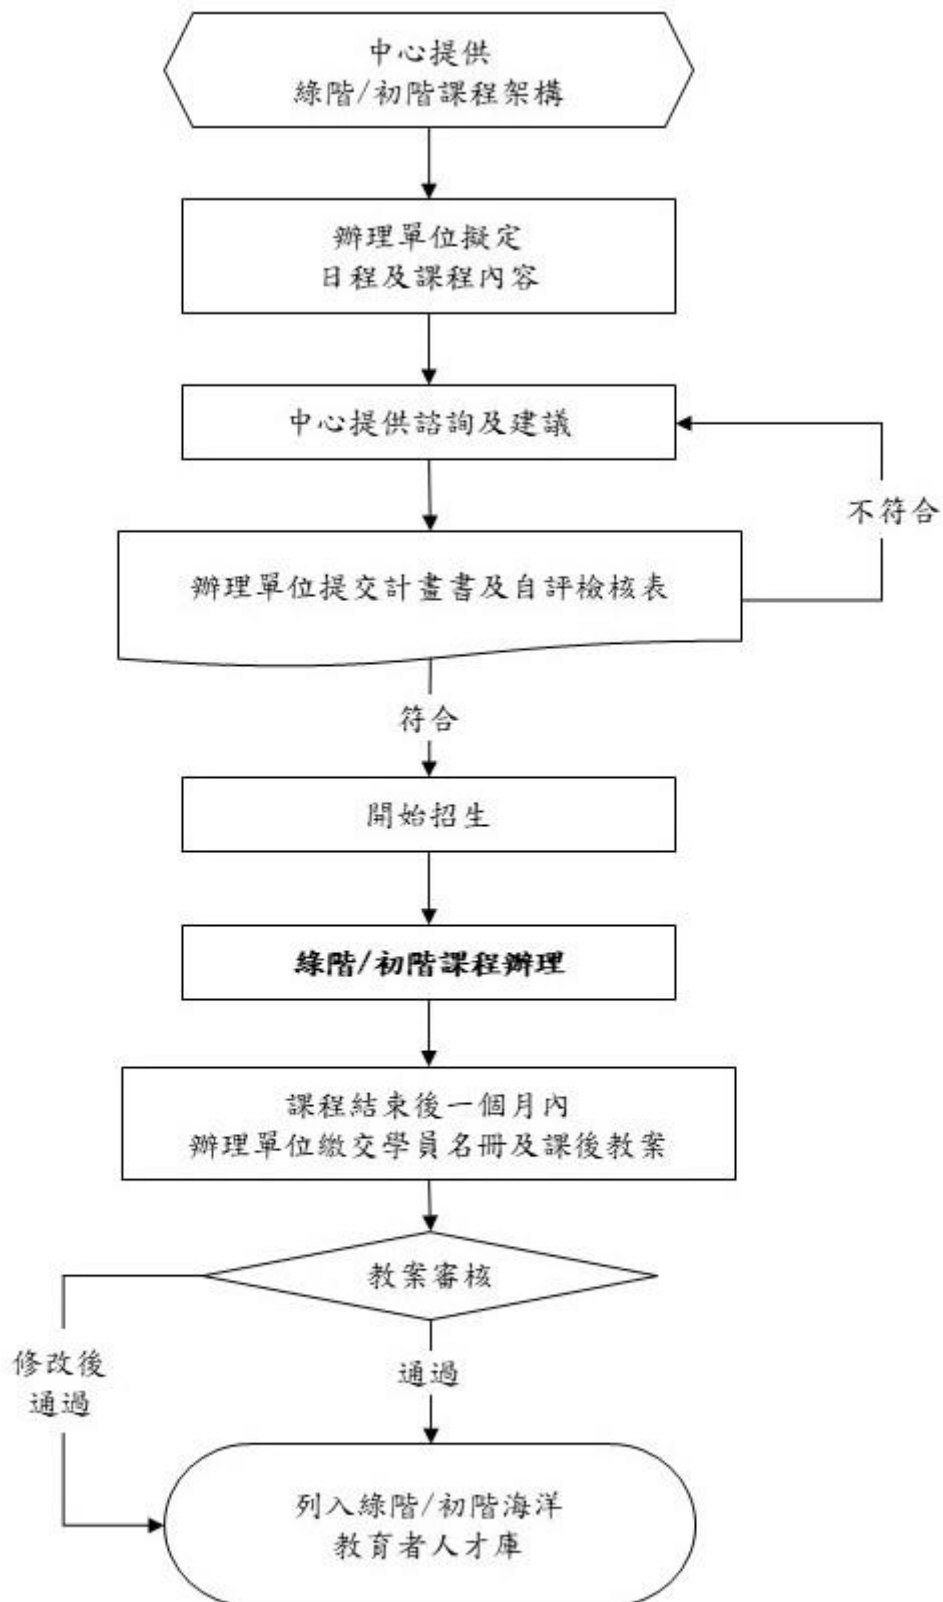 中心提供
綠階/初階課程架構
辦理單位擬定
日程及課程內容
中心提供諮詢及建議
不符合
辦理單位提交計畫書及自評檢核表
符合
開始招生
綠階/初階課程辦理
課程結束後一個月內
辦理單位繳交學員名冊及課後教案
教案審核
修改後
通過
通過
列入綠階/初階海洋
教育者人才庫